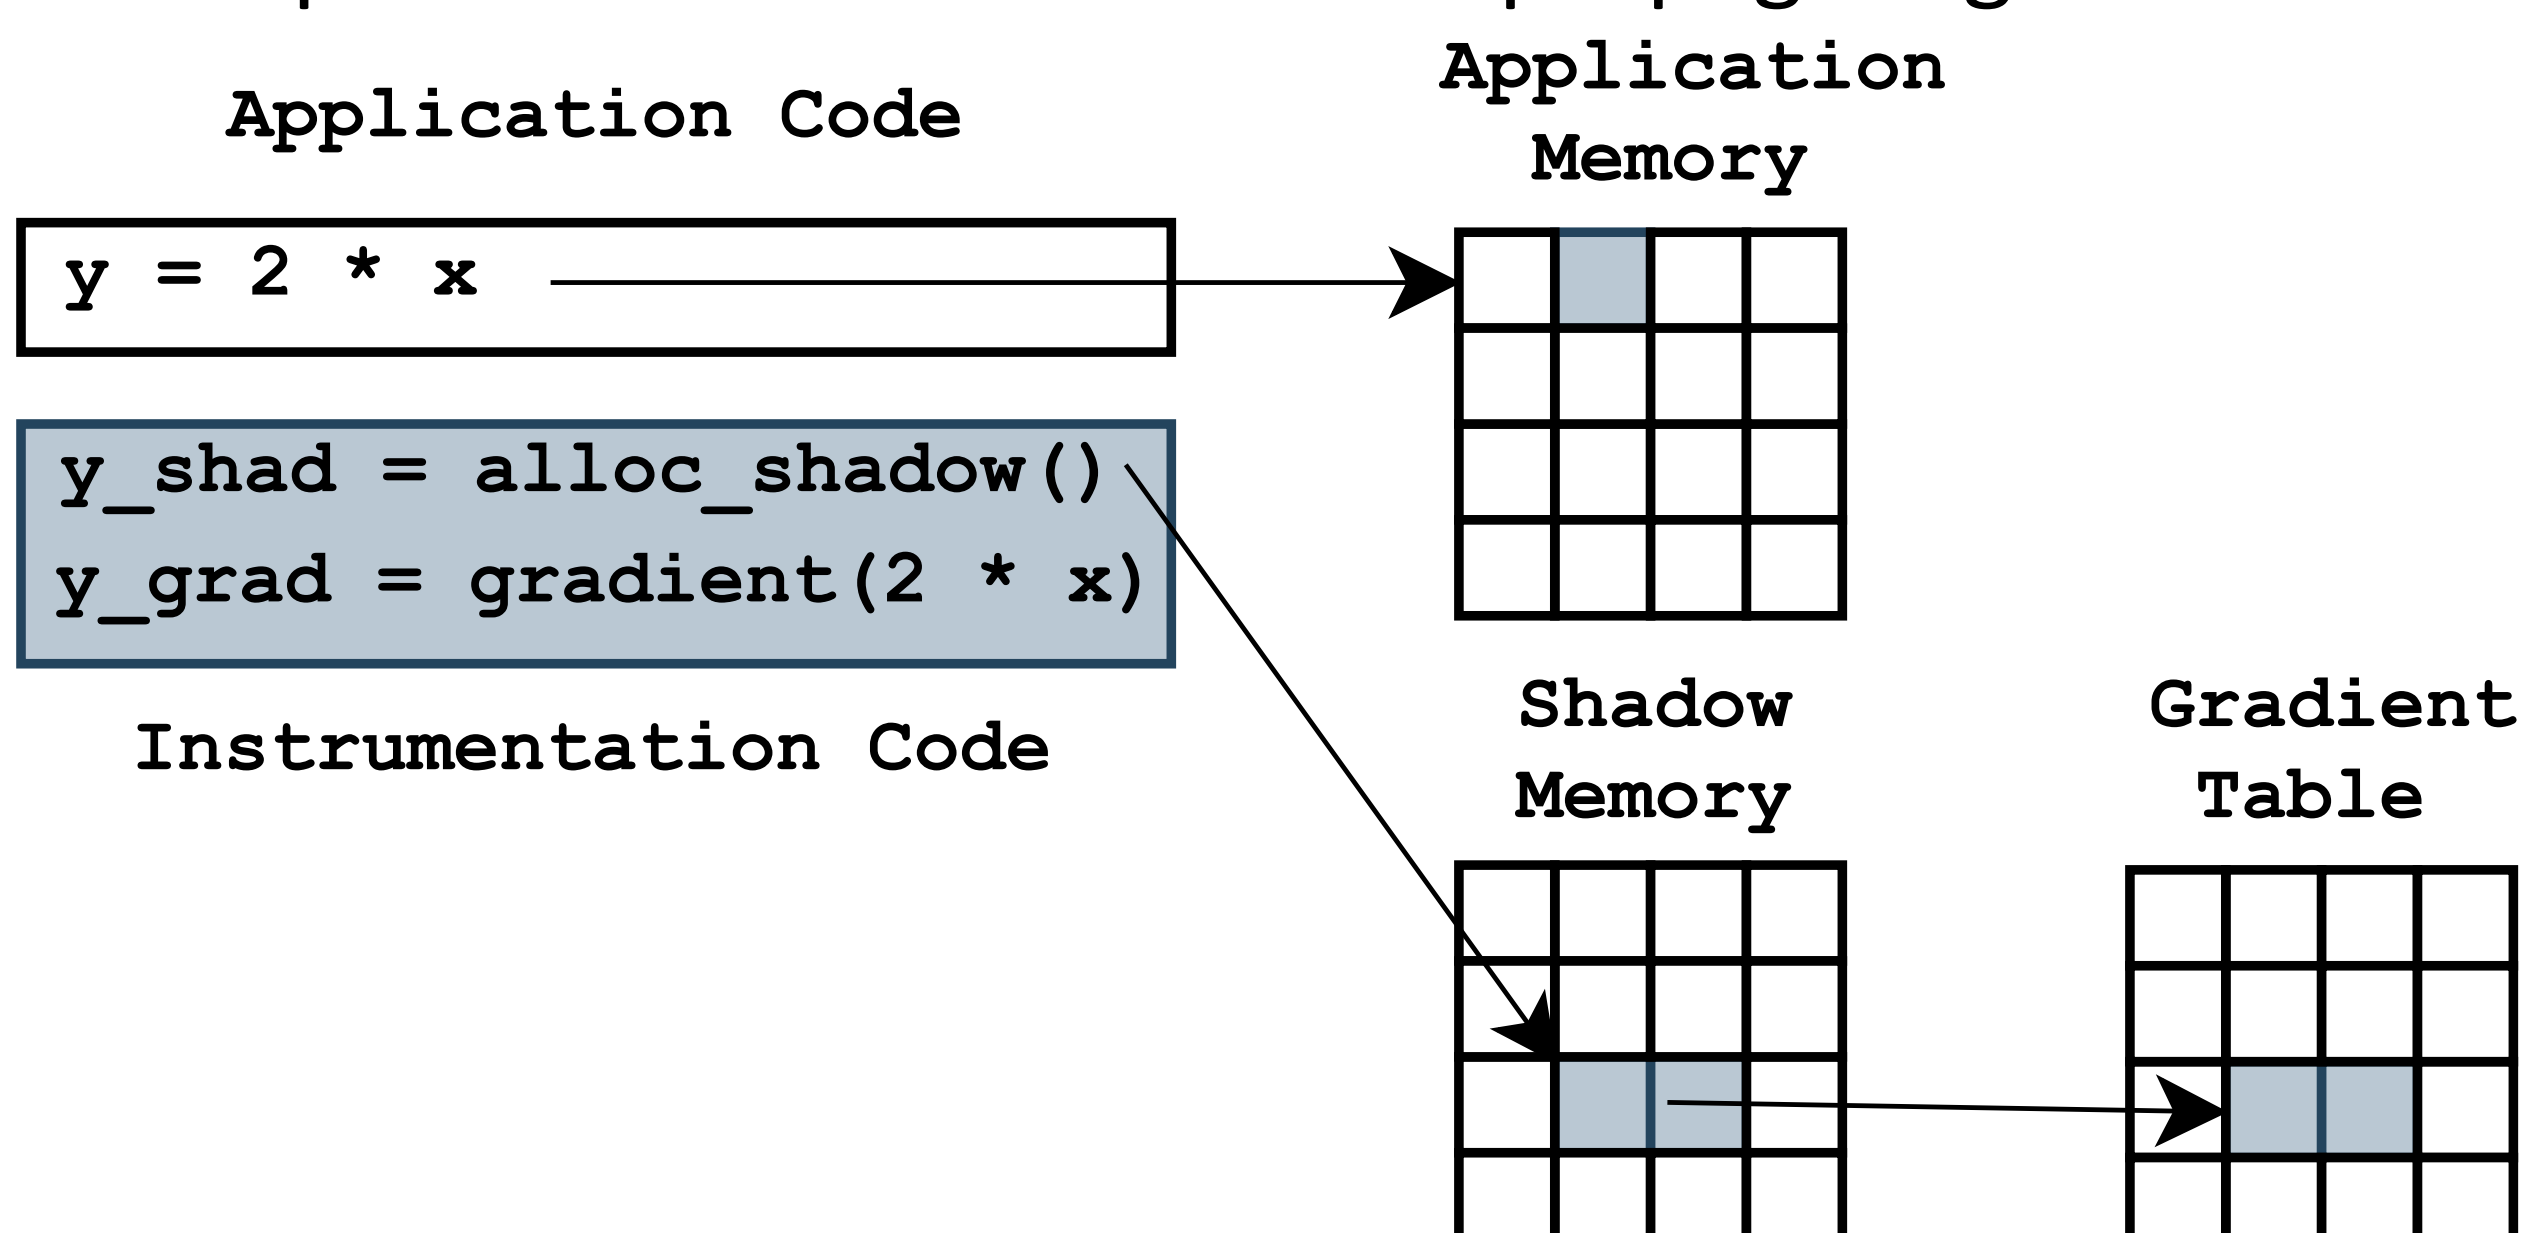 Application Code
y = 2 * x
y_shad = alloc_shadow()
y_grad = gradient(2 * x)
Instrumentation Code
Application
Memory
Shadow
Memory
Gradient
Table